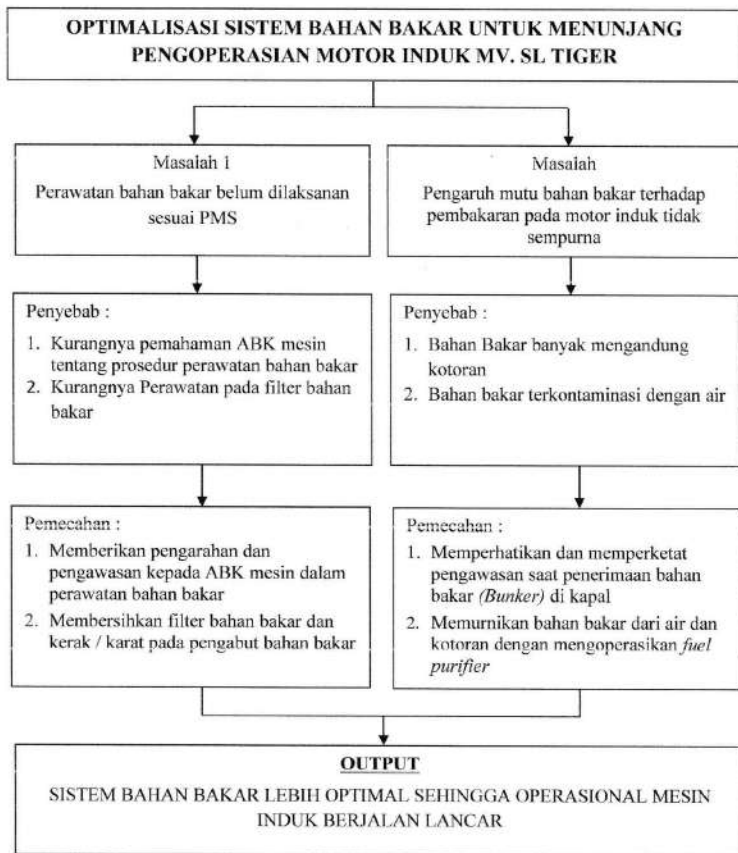 OPTIMALISASI SISTEM BAHAN BAKAR UNTUK MENUNJANG
PENGOPERASIAN MOTOR INDUK MV. SL TIGER
Masalah 1
Perawatan bahan bakar belum dilaksanan
sesuai PMS
Masalah
Pengaruh mutu bahan bakar terhadap
pembakaran pada motor induk tidak
sempurna
Penyebab :
1. Kurangnya pemahaman ABK mesin
tentang prosedur perawatan bahan bakar
2. Kurangnya Perawatan pada filter bahan
bakar
Penyebab :
1. Bahan Bakar banyak mengandung
kotoran
2. Bahan bakar terkontaminasi dengan air
Pemecahan :
1. Memberikan pengarahan dan
pengawasan kepada ABK mesin dalam
perawatan bahan bakar
2. Membersihkan filter bahan bakar dan
kerak / karat pada pengabut bahan bakar
Pemecahan :
1. Memperhatikan dan memperketat
pengawasan saat penerimaan bahan
bakar (Bunker) di kapal
2. Memurnikan bahan bakar dari air dan
kotoran dengan mengoperasikan fuel
purifier
OUTPUT
SISTEM BAHAN BAKAR LEBIH OPTIMAL SEHINGGA OPERASIONAL MESIN
INDUK BERJALAN LANCAR